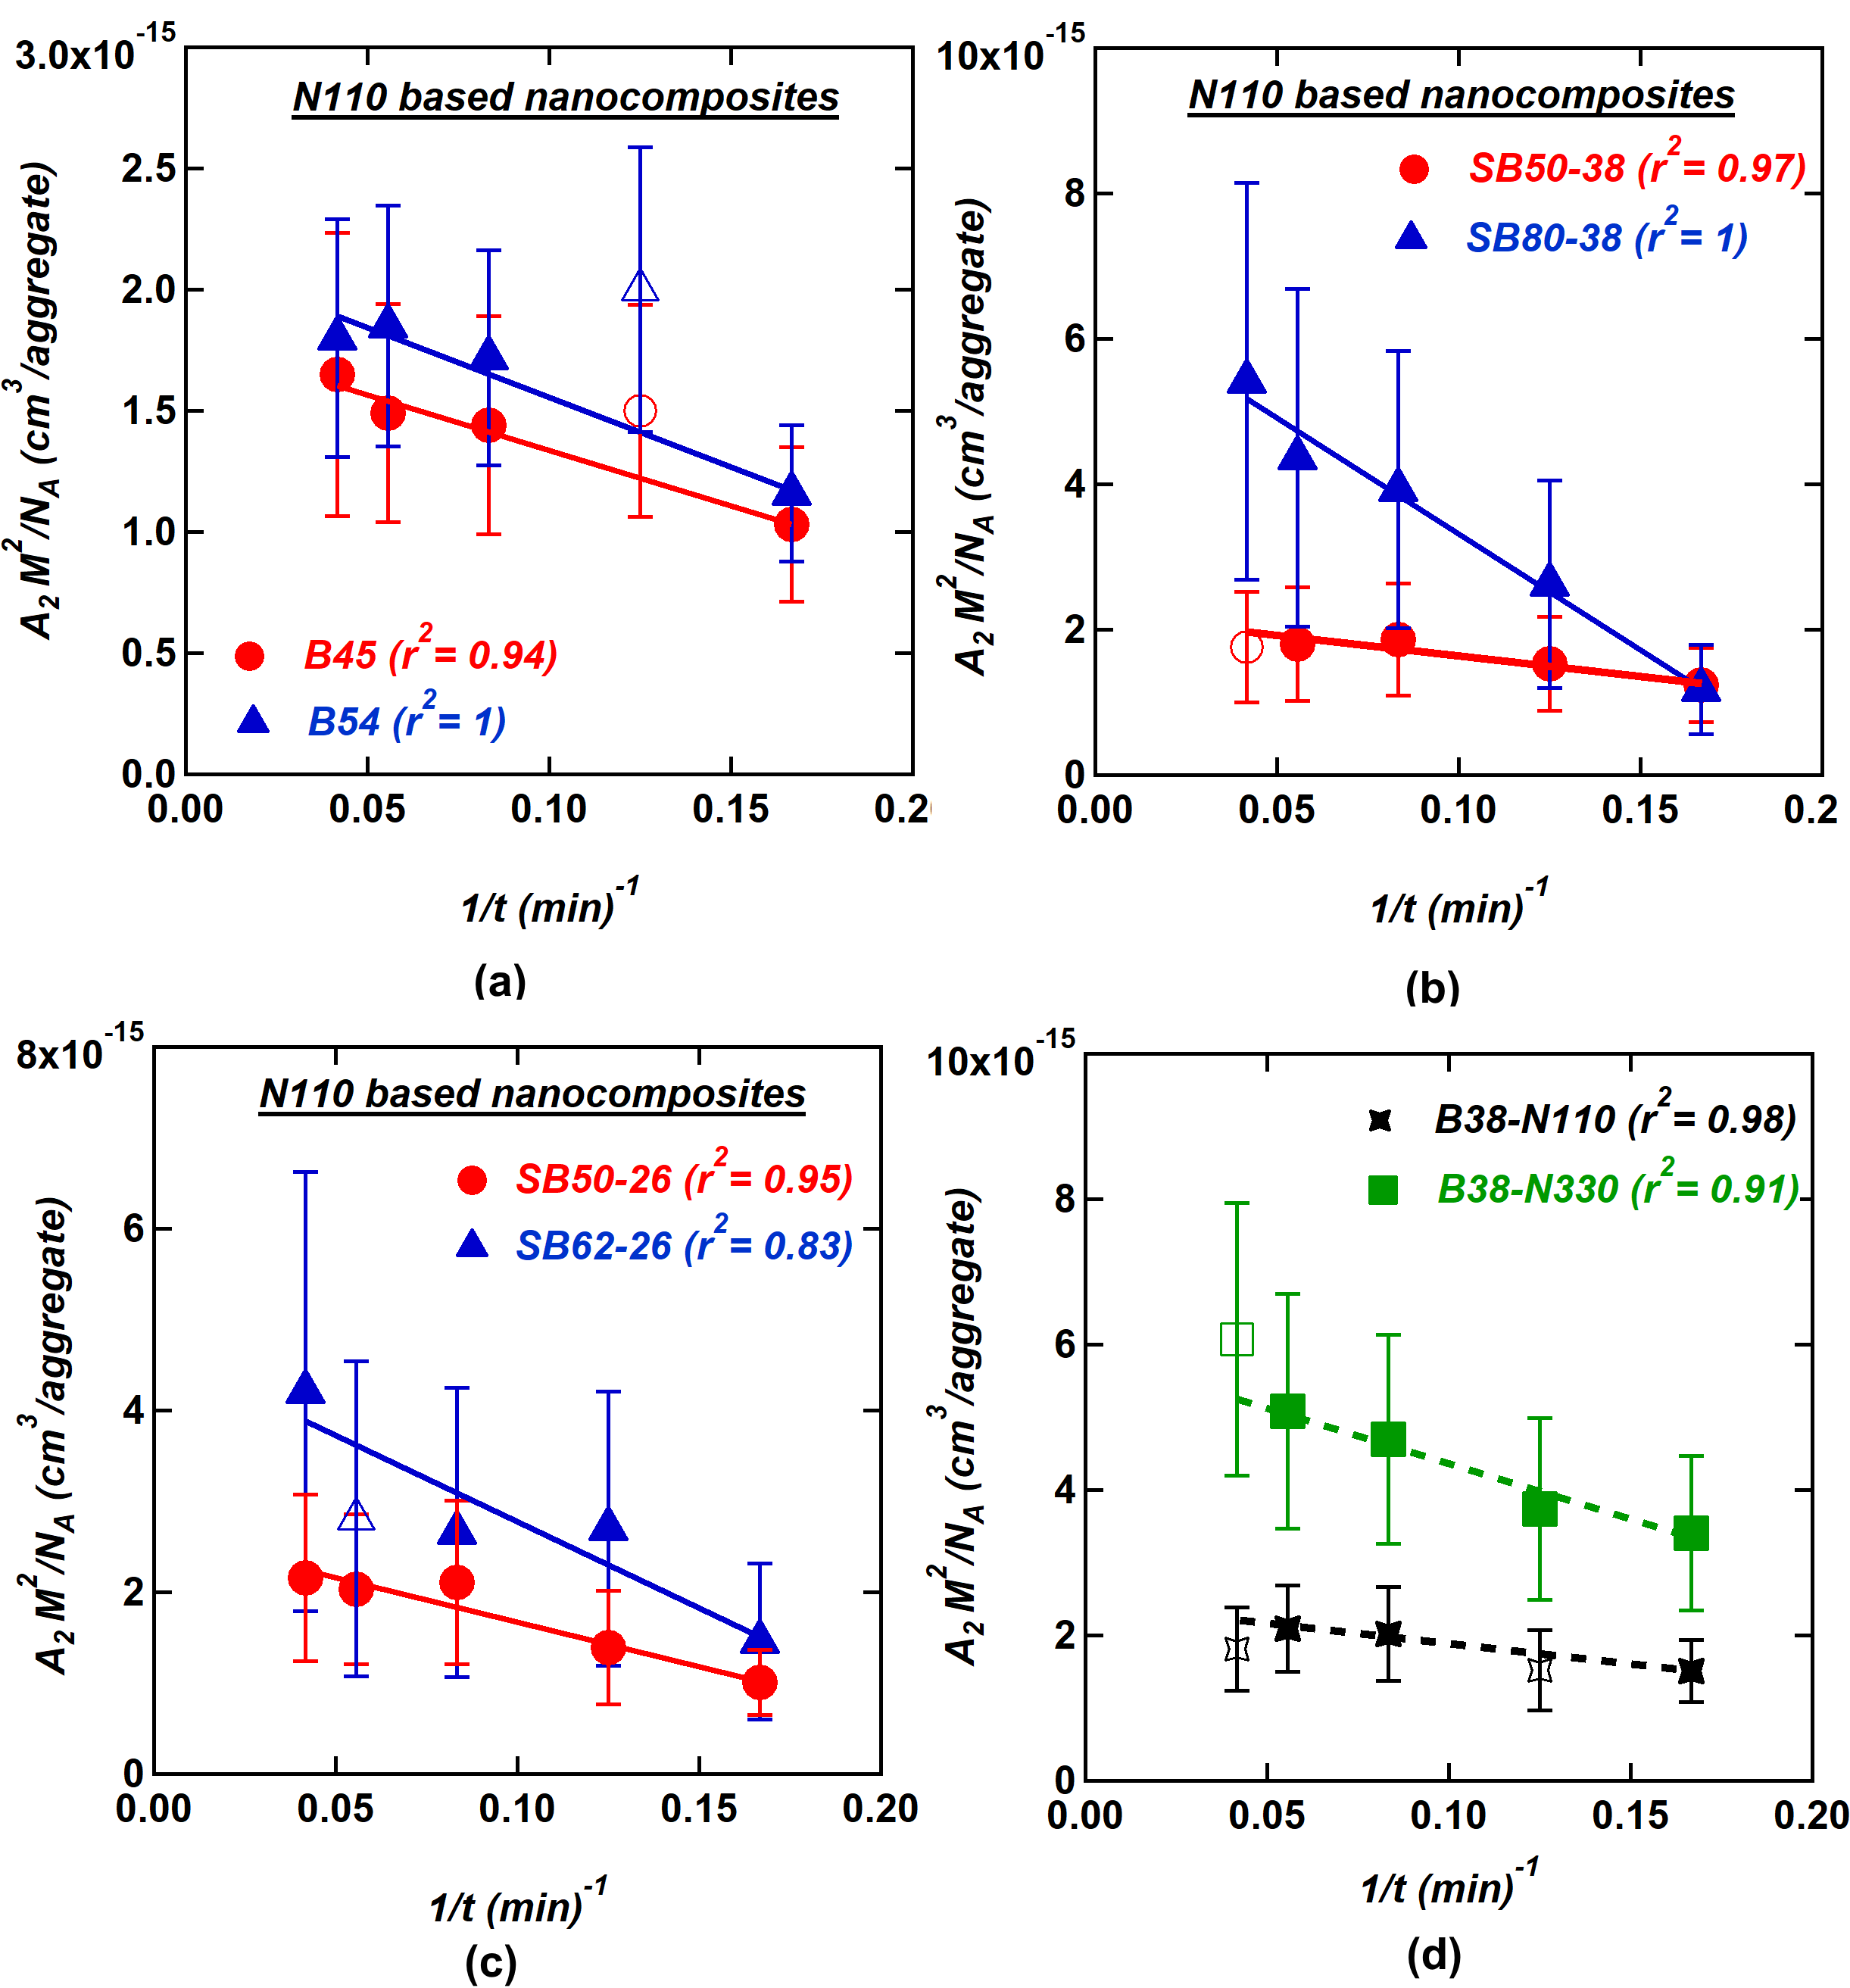 3.0x10^-15
N110 based nanocomposites
2.5
2.0
1.5
1.0
0.5
0.0
A2 M^2/NA (cm^3/aggregate)
B45 (r^2= 0.94)
B54 (r^2= 1)
0.00 0.05 0.10 0.15 0.20
1/t (min)^-1
(a)
10x10^-15
N110 based nanocomposites
SB50-38 (r^2= 0.97)
SB80-38 (r^2= 1)
8
6
4
2
0
A2 M^2/NA (cm^3/aggregate)
0.00 0.05 0.10 0.15 0.2
1/t (min)^-1
(b)
8x10^-15
N110 based nanocomposites
SB50-26 (r^2= 0.95)
SB62-26 (r^2= 0.83)
6
4
2
0
A2 M^2/NA (cm^3/aggregate)
0.00 0.05 0.10 0.15 0.20
1/t (min)^-1
(c)
10x10^-15
B38-N110 (r^2= 0.98)
B38-N330 (r^2= 0.91)
8
6
4
2
0
A2 M^2/NA (cm^3/aggregate)
0.00 0.05 0.10 0.15 0.20
1/t (min)^-1
(d)